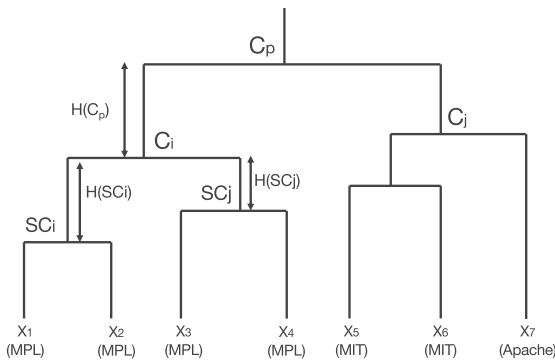 Cp
H(Cp)
Ci
Cj
H(SCi)
SCj
H(SCj)
SCi
X1 X2 X3 X4 X5 X6 X7
(MPL) (MPL) (MPL) (MPL) (MIT) (MIT) (Apache)